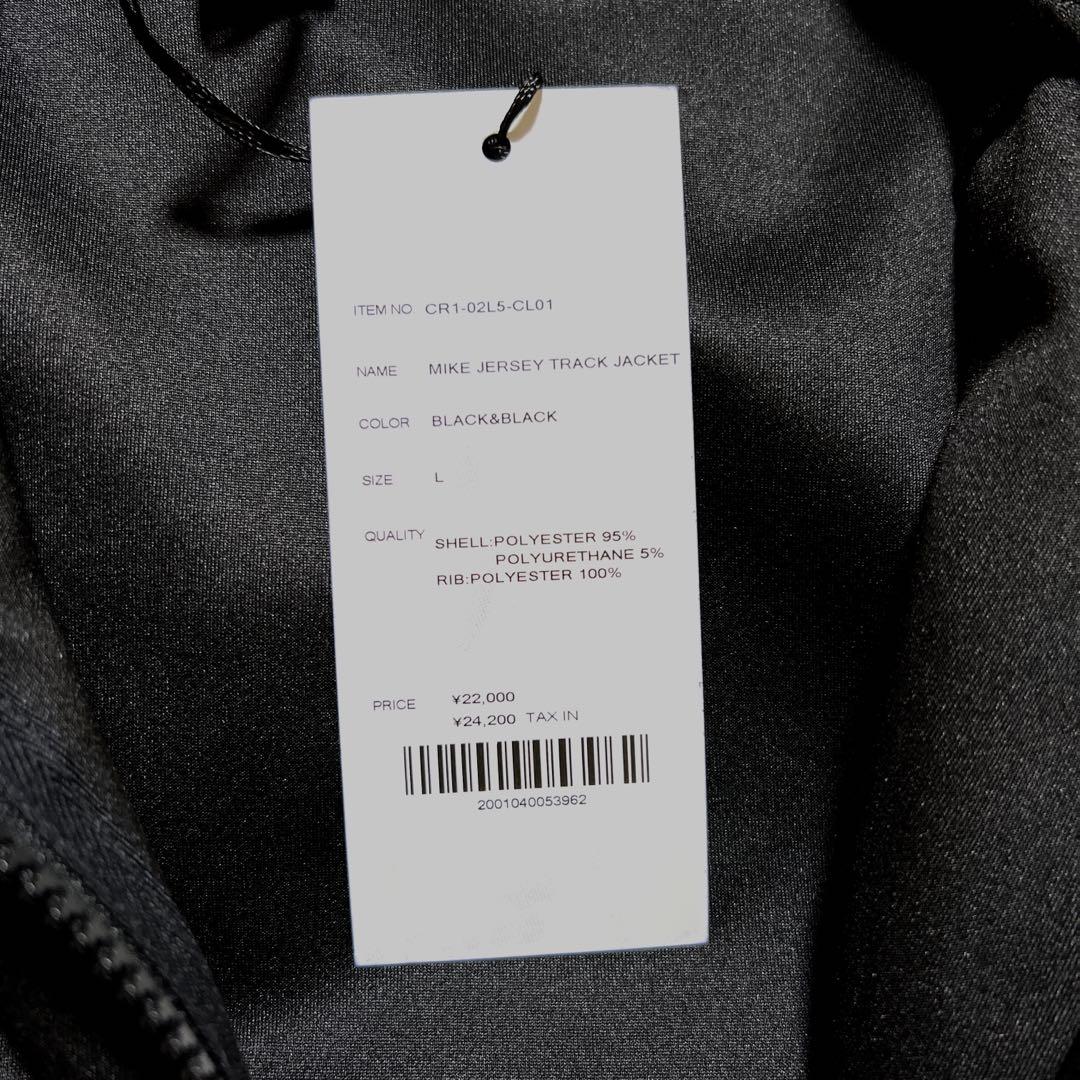 ITEM NO CR1-02L5-CL01
NAME MIKE JERSEY TRACK JACKET
COLOR BLACK&BLACK
SIZE L
QUALITY SHELL:POLYESTER 95%
POLYURETHANE 5%
RIB:POLYESTER 100%
PRICE ¥22,000
¥24,200 TAX IN
2001040053962